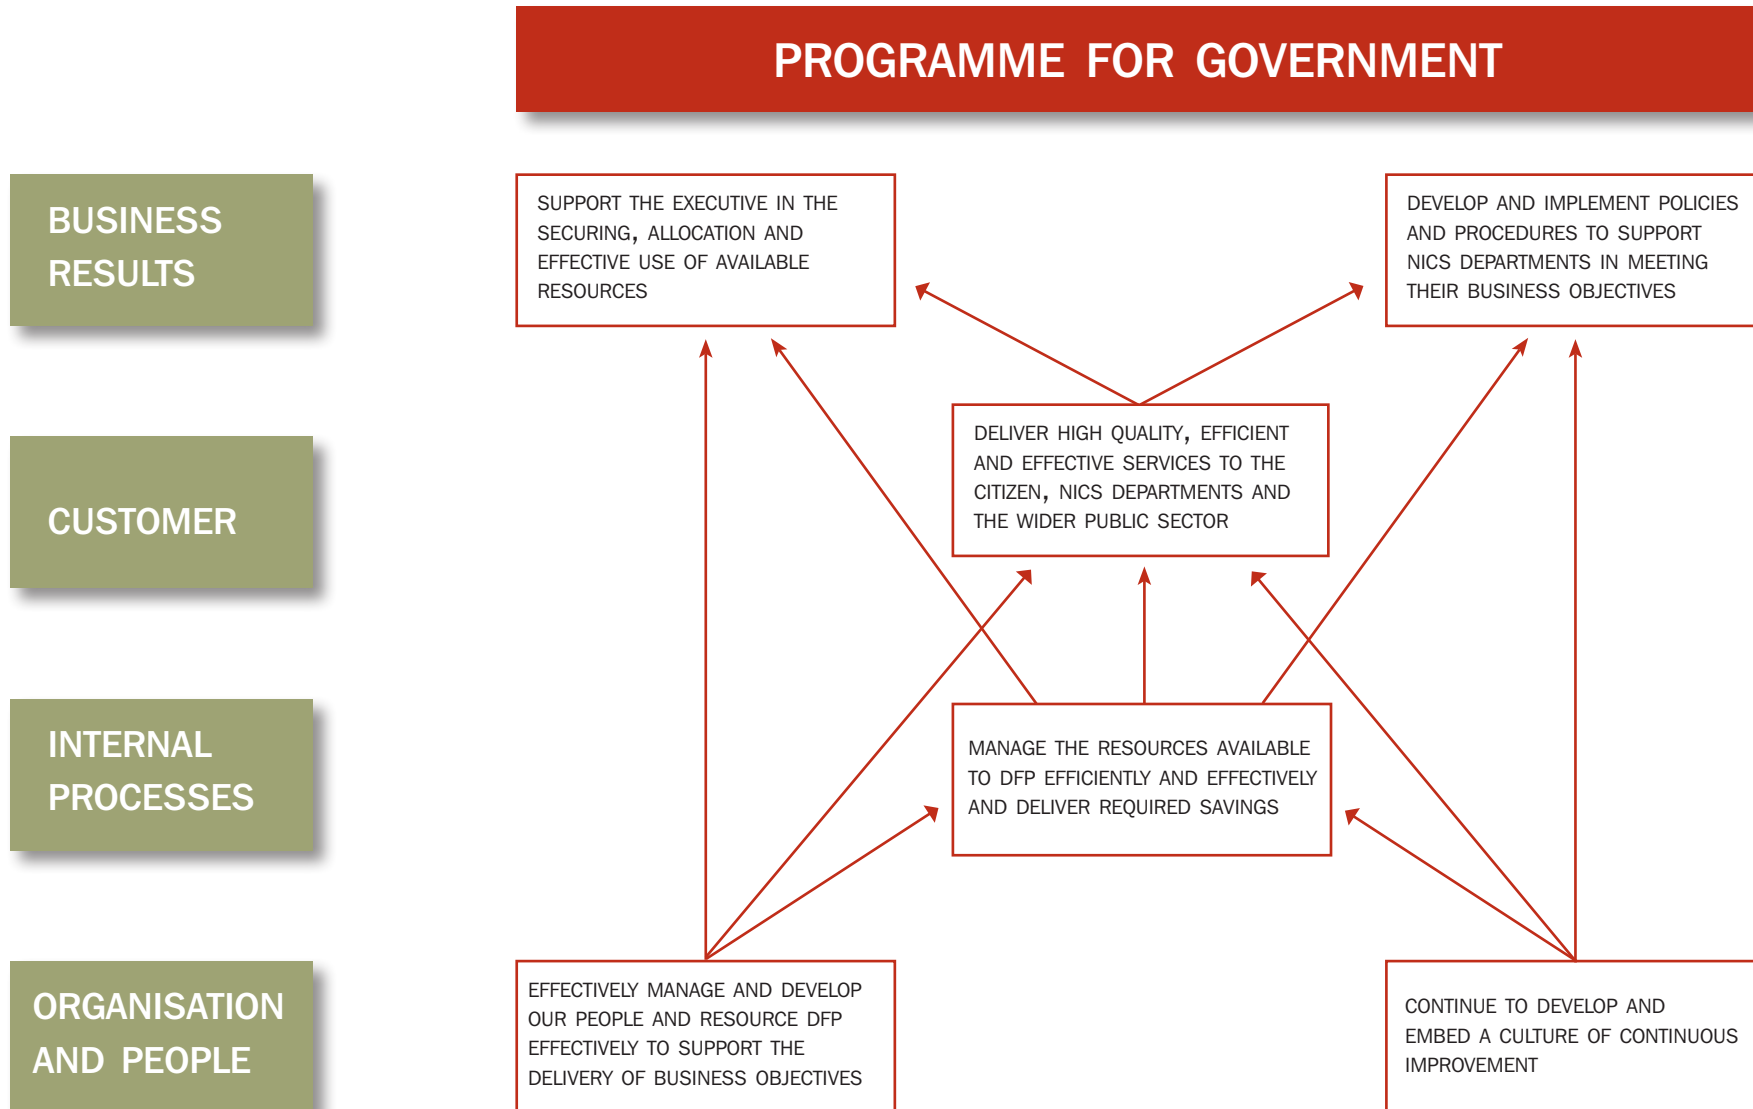 PROGRAMME FOR GOVERNMENT
BUSINESS
RESULTS
SUPPORT THE EXECUTIVE IN THE
SECURING, ALLOCATION AND
EFFECTIVE USE OF AVAILABLE
RESOURCES
DEVELOP AND IMPLEMENT POLICIES
AND PROCEDURES TO SUPPORT
NICS DEPARTMENTS IN MEETING
THEIR BUSINESS OBJECTIVES
CUSTOMER
DELIVER HIGH QUALITY, EFFICIENT
AND EFFECTIVE SERVICES TO THE
CITIZEN, NICS DEPARTMENTS AND
THE WIDER PUBLIC SECTOR
INTERNAL
PROCESSES
MANAGE THE RESOURCES AVAILABLE
TO DFP EFFICIENTLY AND EFFECTIVELY
AND DELIVER REQUIRED SAVINGS
ORGANISATION
AND PEOPLE
EFFECTIVELY MANAGE AND DEVELOP
OUR PEOPLE AND RESOURCE DFP
EFFECTIVELY TO SUPPORT THE
DELIVERY OF BUSINESS OBJECTIVES
CONTINUE TO DEVELOP AND
EMBED A CULTURE OF CONTINUOUS
IMPROVEMENT